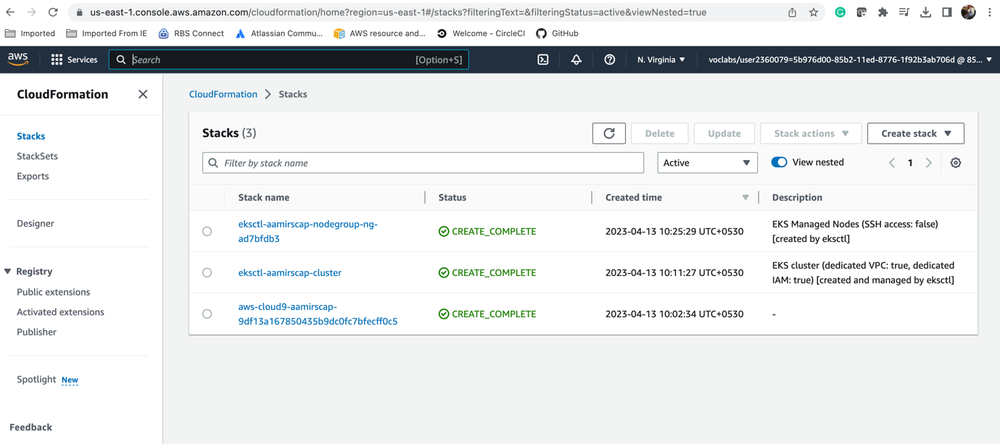 us-east-1.console.aws.amazon.com/cloudformation/home?region=us-east-1#/stacks?filteringText=&filteringStatus=active&viewNested=true
Imported Imported From IE RBS Connect Atlassian Commu... AWS resource and... Welcome - CircleCI GitHub
aws Services Search [Option+S] N. Virginia voclabs/user2360079=5b976d00-85b2-11ed-8776-1f92b3ab706d @ 85...
CloudFormation
Stacks
StackSets
Exports
Designer
Registry
Public extensions
Activated extensions
Publisher
Spotlight New
Feedback
CloudFormation Stacks
Stacks (3) Delete Update Stack actions Create stack
Filter by stack name Active View nested 1
Stack name Status Created time Description
eksctl-aamirscap-nodegroup-ng-
ad7bfdb3
CREATE_COMPLETE
2023-04-13 10:25:29 UTC+0530
EKS Managed Nodes (SSH access: false)
[created by eksctl]
eksctl-aamirscap-cluster
CREATE_COMPLETE
2023-04-13 10:11:27 UTC+0530
EKS cluster (dedicated VPC: true, dedicated
IAM: true) [created and managed by eksctl]
aws-cloud9-aamirscap-
9df13a167850435b9dc0fc7bfecff0c5
CREATE_COMPLETE
2023-04-13 10:02:34 UTC+0530
-